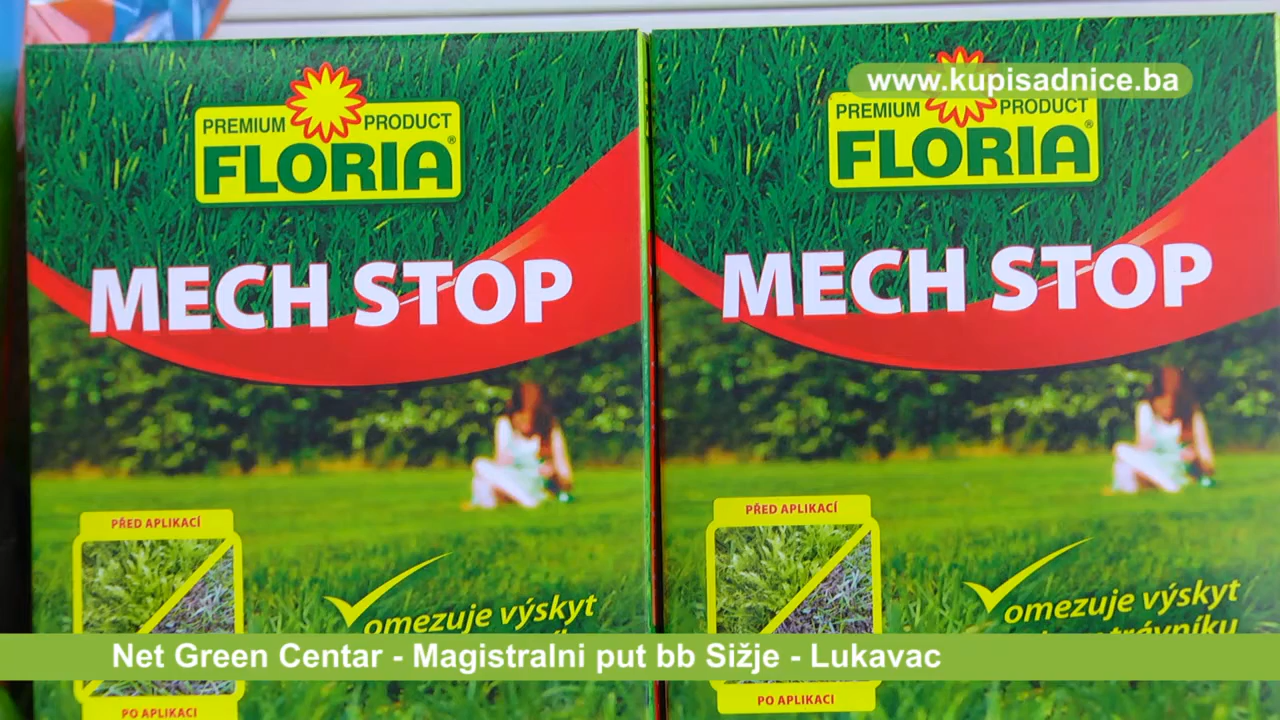 www.kupisadnice.ba
PREMIUM PRODUCT
FLORIA®
MECH STOP
PŘED APLIKACÍ
omezuje výskyt
PO APLIKACI
PREMIUM PRODUCT
FLORIA®
MECH STOP
PŘED APLIKACÍ
omezuje výskyt
trávníku
PO APLIKACI
Net Green Centar - Magistralni put bb Sižje - Lukavac